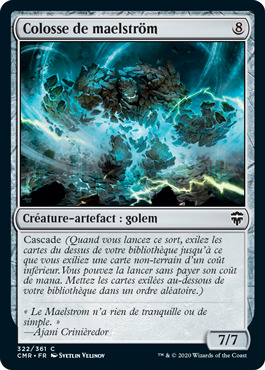 Colosse de maelström 8
Créature-artefact : golem
Cascade (Quand vous lancez ce sort, exilez les
cartes du dessus de votre bibliothèque jusqu'à ce
que vous exiliez une carte non-terrain d'un coût
inférieur.Vous pouvez la lancer sans payer son coût
de mana. Mettez les cartes exilées au-dessous de
votre bibliothèque dans un ordre aléatoire.)
« Le Maelstrom n'a rien de tranquille ou
de simple. »
—Ajani Crinièredor
7/7
322/361 C
CMR • FR Svetlin Velinov
™ & © 2020 Wizards of the Coast